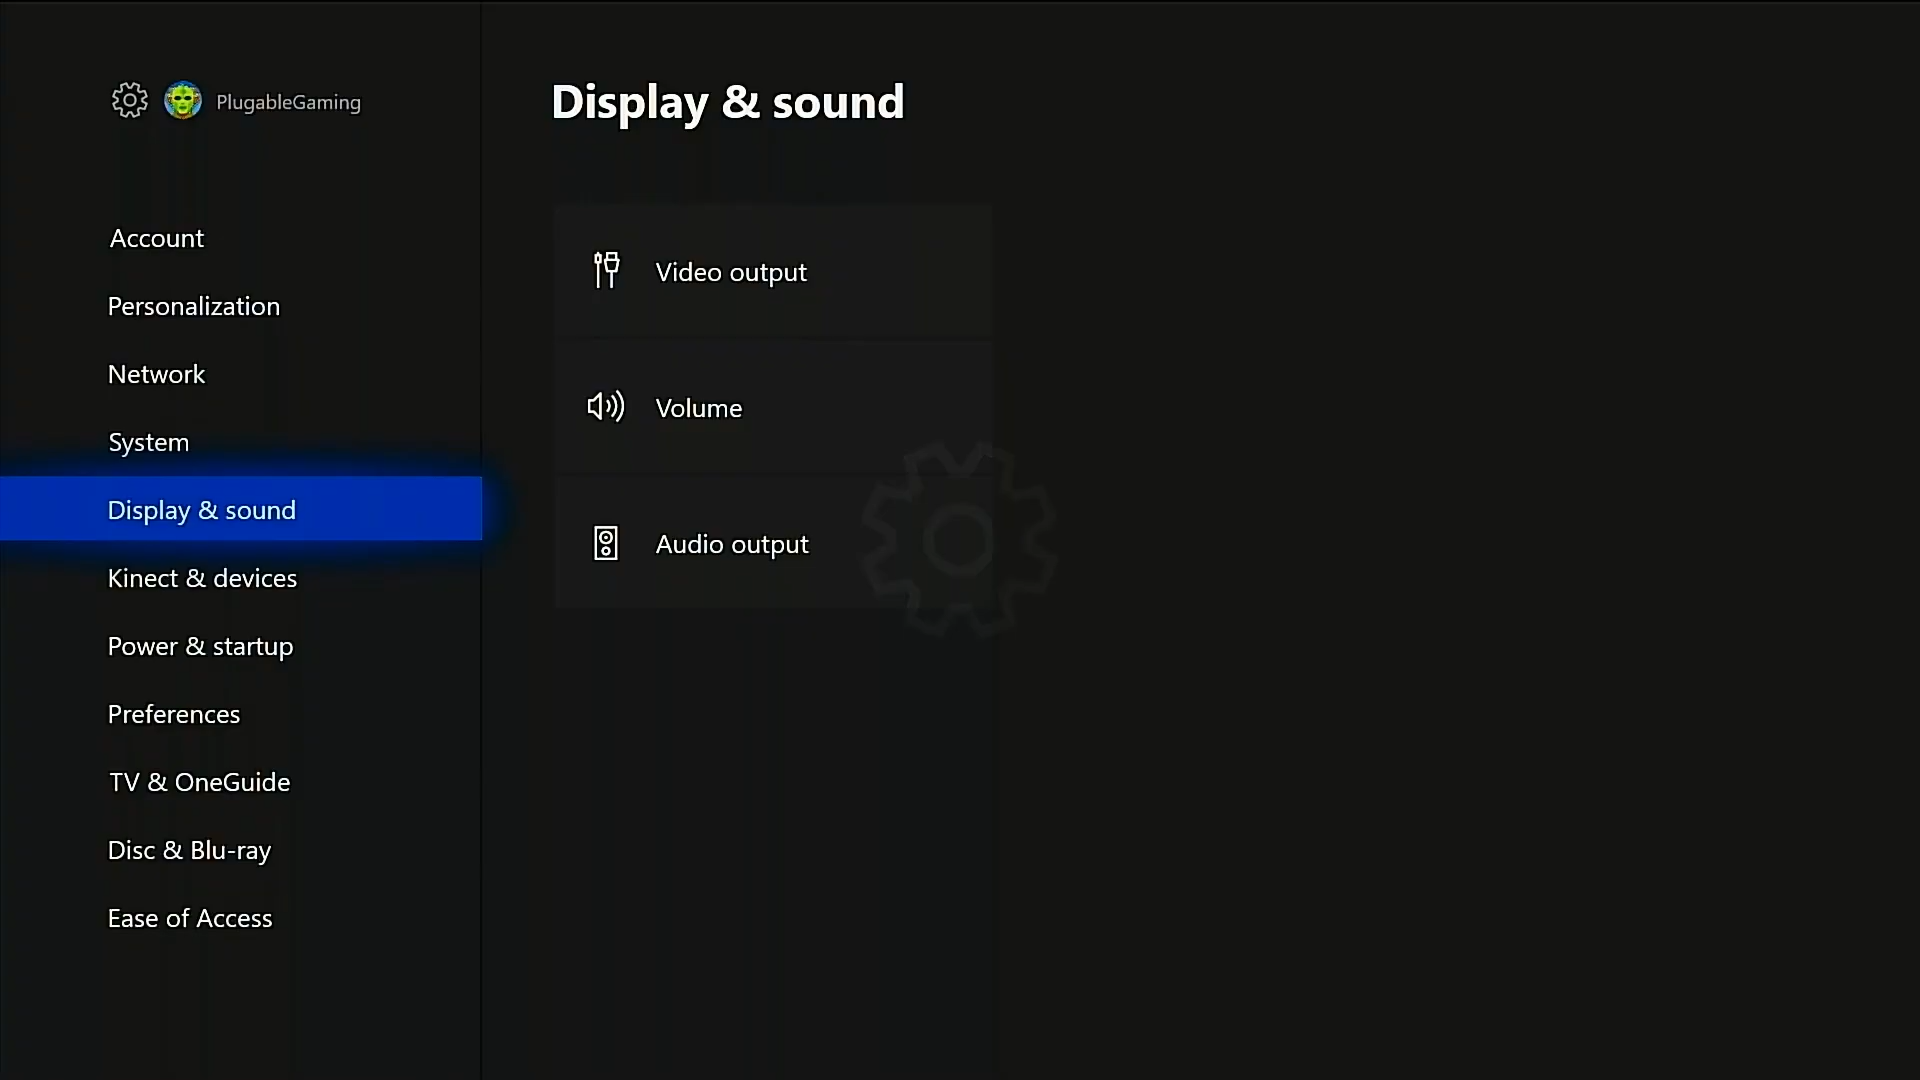 PlugableGaming
Account
Personalization
Network
System
Display & sound
Kinect & devices
Power & startup
Preferences
TV & OneGuide
Disc & Blu-ray
Ease of Access
Display & sound
Video output
Volume
Audio output